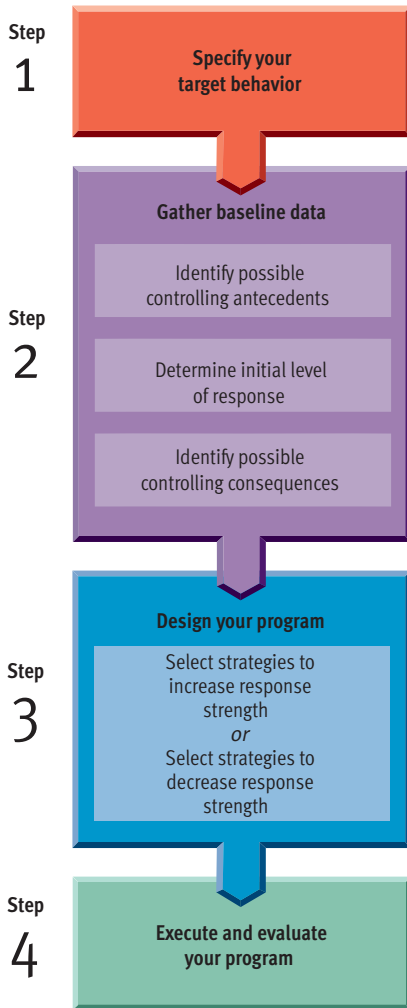 Step
1
Specify your
target behavior
Step
2
Gather baseline data
Identify possible
controlling antecedents
Determine initial level
of response
Identify possible
controlling consequences
Step
3
Design your program
Select strategies to
increase response
strength
or
Select strategies to
decrease response
strength
Step
4
Execute and evaluate
your program